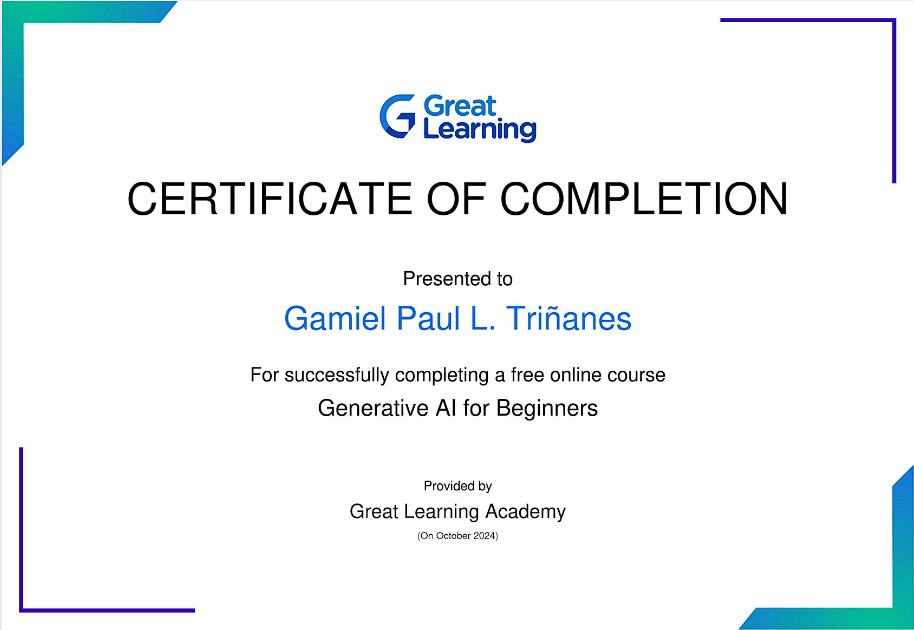 Great
Learning
CERTIFICATE OF COMPLETION
Presented to
Gamiel Paul L. Triñanes
For successfully completing a free online course
Generative AI for Beginners
Provided by
Great Learning Academy
(On October 2024)